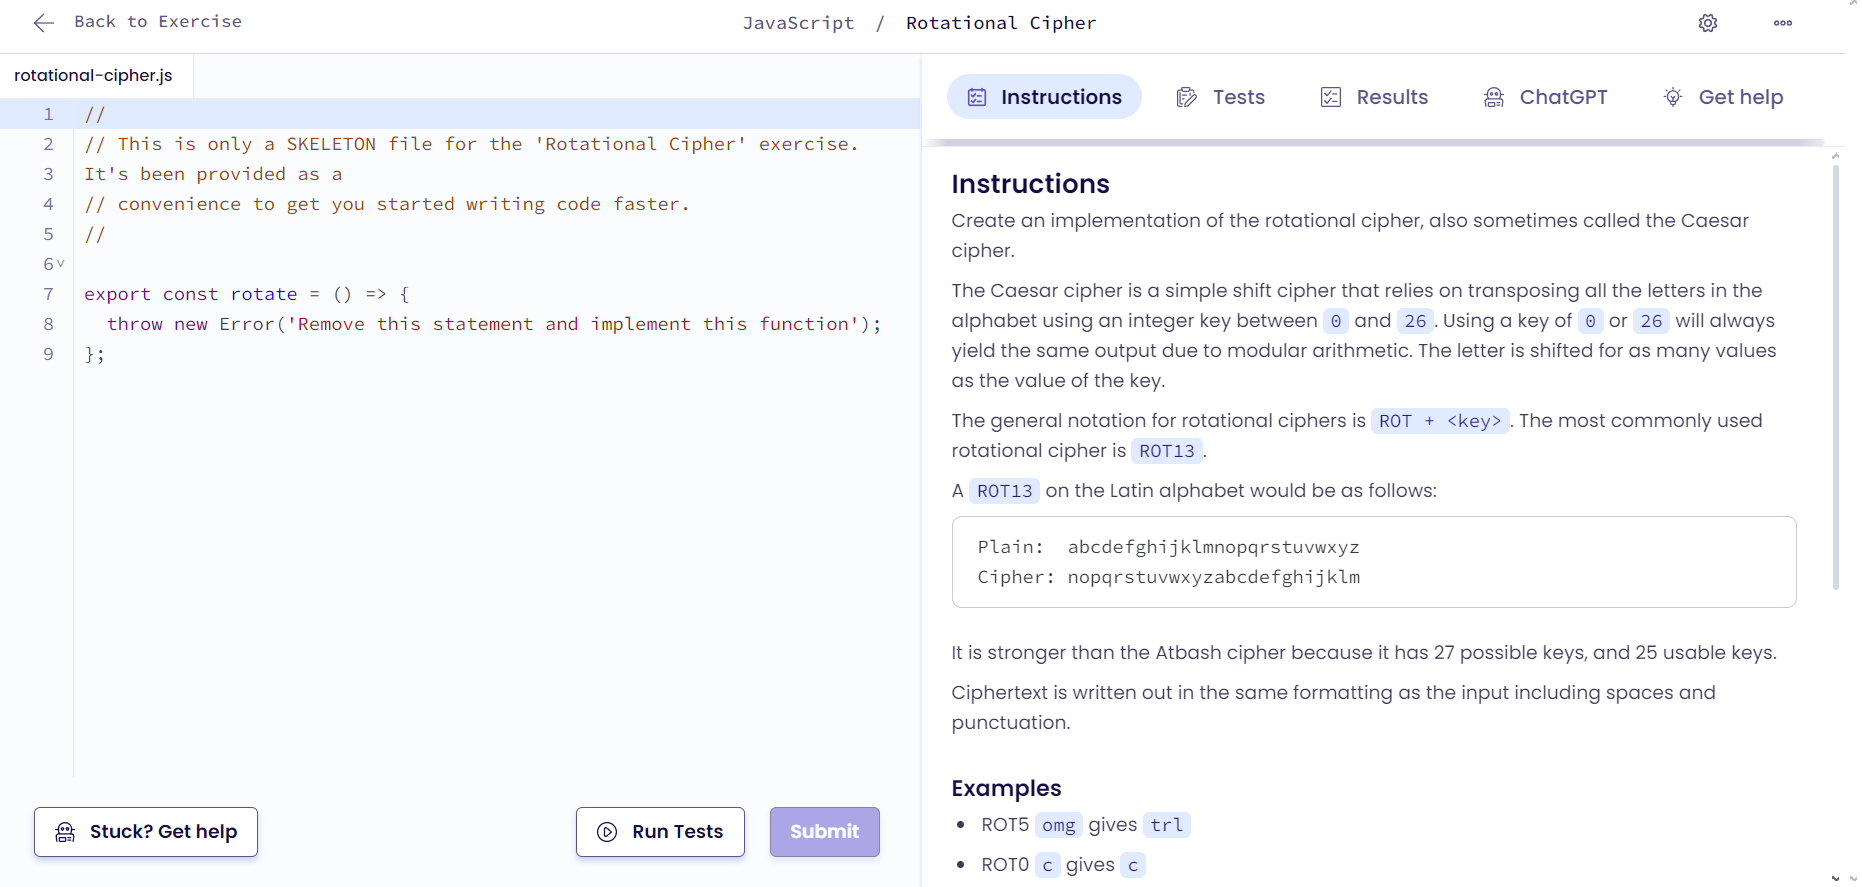 Back to Exercise
JavaScript / Rotational Cipher
rotational-cipher.js
1 //
2 // This is only a SKELETON file for the 'Rotational Cipher' exercise.
3 It's been provided as a
4 // convenience to get you started writing code faster.
5 //
6
7 export const rotate = () => {
8 throw new Error('Remove this statement and implement this function');
9 };
Stuck? Get help
Run Tests
Submit
Instructions
Tests
Results
ChatGPT
Get help
Instructions
Create an implementation of the rotational cipher, also sometimes called the Caesar
cipher.
The Caesar cipher is a simple shift cipher that relies on transposing all the letters in the
alphabet using an integer key between 0 and 26. Using a key of 0 or 26 will always
yield the same output due to modular arithmetic. The letter is shifted for as many values
as the value of the key.
The general notation for rotational ciphers is ROT + <key>. The most commonly used
rotational cipher is ROT13.
A ROT13 on the Latin alphabet would be as follows:
Plain: abcdefghijklmnopqrstuvwxyz
Cipher: nopqrstuvwxyzabcdefghijklm
It is stronger than the Atbash cipher because it has 27 possible keys, and 25 usable keys.
Ciphertext is written out in the same formatting as the input including spaces and
punctuation.
Examples
• ROT5 omg gives trl
• ROT0 c gives c